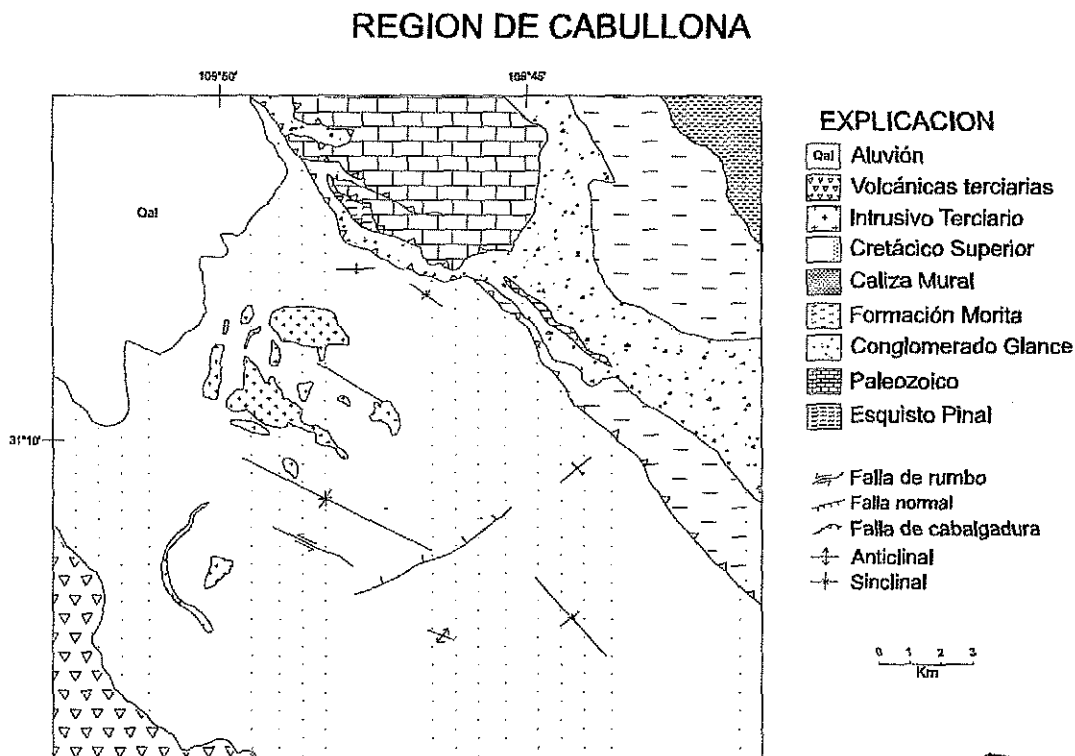 REGION DE CABULLONA
109°50'
109°45'
31°10'
Qal
EXPLICACION
Qal Aluvión
Volcánicas terciarias
Intrusivo Terciario
Cretácico Superior
Caliza Mural
Formación Morita
Conglomerado Glance
Paleozoico
Esquisto Pinal
Falla de rumbo
Falla normal
Falla de cabalgadura
Anticlinal
Sinclinal
0 1 2 3
Km